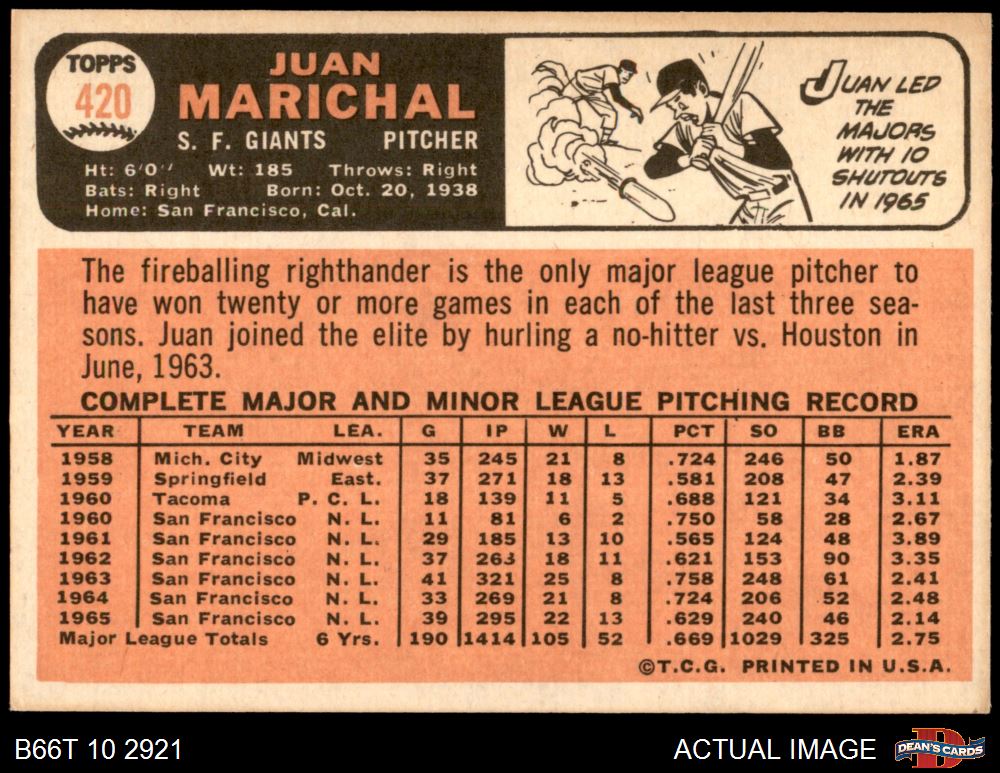 TOPPS
420
JUAN
MARICHAL
S. F. GIANTS PITCHER
Ht: 6'0" Wt: 185 Throws: Right
Bats: Right Born: Oct. 20, 1938
Home: San Francisco, Cal.
JUAN LED
THE
MAJORS
WITH 10
SHUTOUTS
IN 1965
The fireballing righthander is the only major league pitcher to
have won twenty or more games in each of the last three sea-
sons. Juan joined the elite by hurling a no-hitter vs. Houston in
June, 1963.
COMPLETE MAJOR AND MINOR LEAGUE PITCHING RECORD
YEAR TEAM LEA. G IP W L PCT SO BB ERA
1958 Mich. City Midwest 35 245 21 8 .724 246 50 1.87
1959 Springfield East. 37 271 18 13 .581 208 47 2.39
1960 Tacoma P. C. L. 18 139 11 5 .688 121 34 3.11
1960 San Francisco N. L. 11 81 6 2 .750 58 28 2.67
1961 San Francisco N. L. 29 185 13 10 .565 124 48 3.89
1962 San Francisco N. L. 37 263 18 11 .621 153 90 3.35
1963 San Francisco N. L. 41 321 25 8 .758 248 61 2.41
1964 San Francisco N. L. 33 269 21 8 .724 206 52 2.48
1965 San Francisco N. L. 39 295 22 13 .629 240 46 2.14
Major League Totals 6 Yrs. 190 1414 105 52 .669 1029 325 2.75
©T.C.G. PRINTED IN U.S.A.
B66T 10 2921 ACTUAL IMAGE DEAN'S CARDS